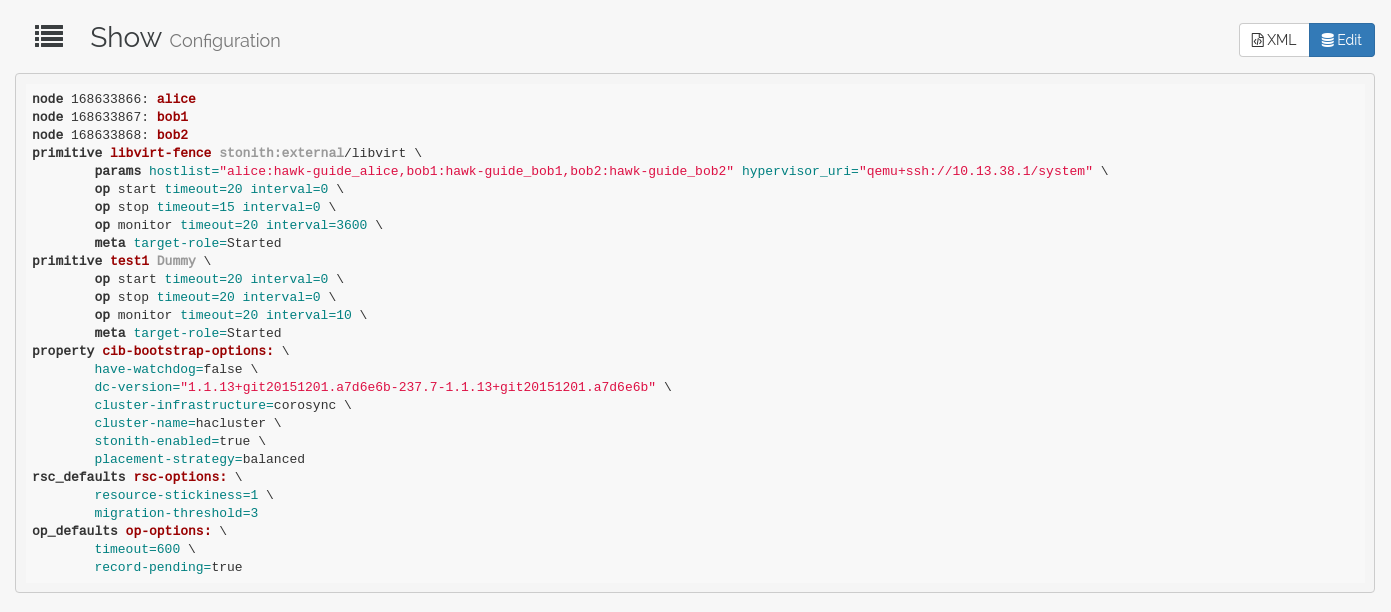 Show Configuration
XML Edit
node 168633866: alice
node 168633867: bob1
node 168633868: bob2
primitive libvirt-fence stonith:external/libvirt \
        params hostlist="alice:hawk-guide_alice,bob1:hawk-guide_bob1,bob2:hawk-guide_bob2" hypervisor_uri="qemu+ssh://10.13.38.1/system" \
        op start timeout=20 interval=0 \
        op stop timeout=15 interval=0 \
        op monitor timeout=20 interval=3600 \
        meta target-role=Started
primitive test1 Dummy \
        op start timeout=20 interval=0 \
        op stop timeout=20 interval=0 \
        op monitor timeout=20 interval=10 \
        meta target-role=Started
property cib-bootstrap-options: \
        have-watchdog=false \
        dc-version="1.1.13+git20151201.a7d6e6b-237.7-1.1.13+git20151201.a7d6e6b" \
        cluster-infrastructure=corosync \
        cluster-name=hacluster \
        stonith-enabled=true \
        placement-strategy=balanced
rsc_defaults rsc-options: \
        resource-stickiness=1 \
        migration-threshold=3
op_defaults op-options: \
        timeout=600 \
        record-pending=true